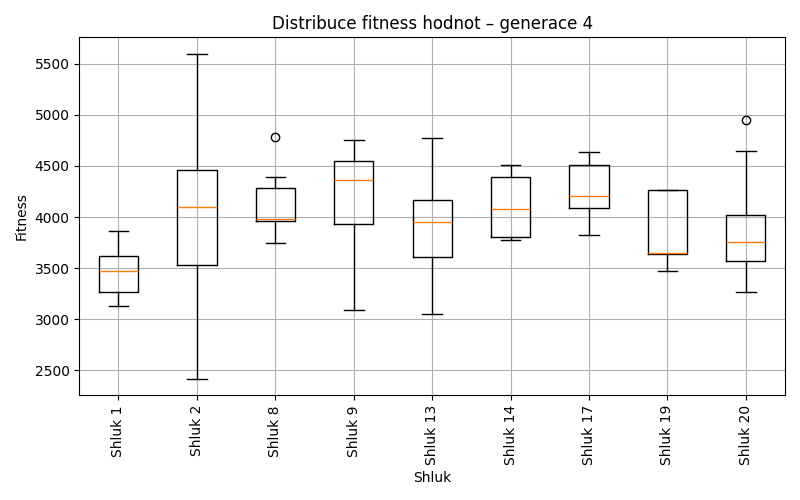 Distribuce fitness hodnot – generace 4
Fitness
5500
5000
4500
4000
3500
3000
2500
Shluk 1
Shluk 2
Shluk 8
Shluk 9
Shluk 13
Shluk 14
Shluk 17
Shluk 19
Shluk 20
Shluk